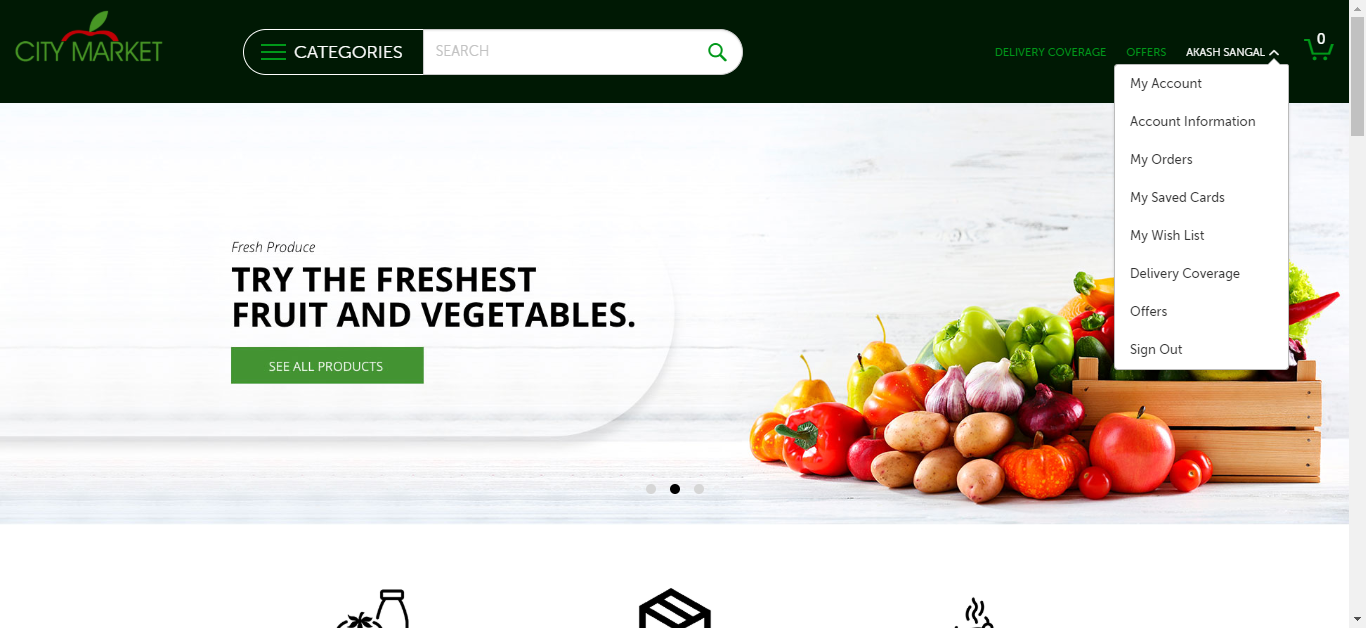 CITY MARKET
CATEGORIES
SEARCH
DELIVERY COVERAGE
OFFERS
AKASH SANGAL
0
My Account
Account Information
My Orders
My Saved Cards
My Wish List
Delivery Coverage
Offers
Sign Out
Fresh Produce
TRY THE FRESHEST
FRUIT AND VEGETABLES.
SEE ALL PRODUCTS